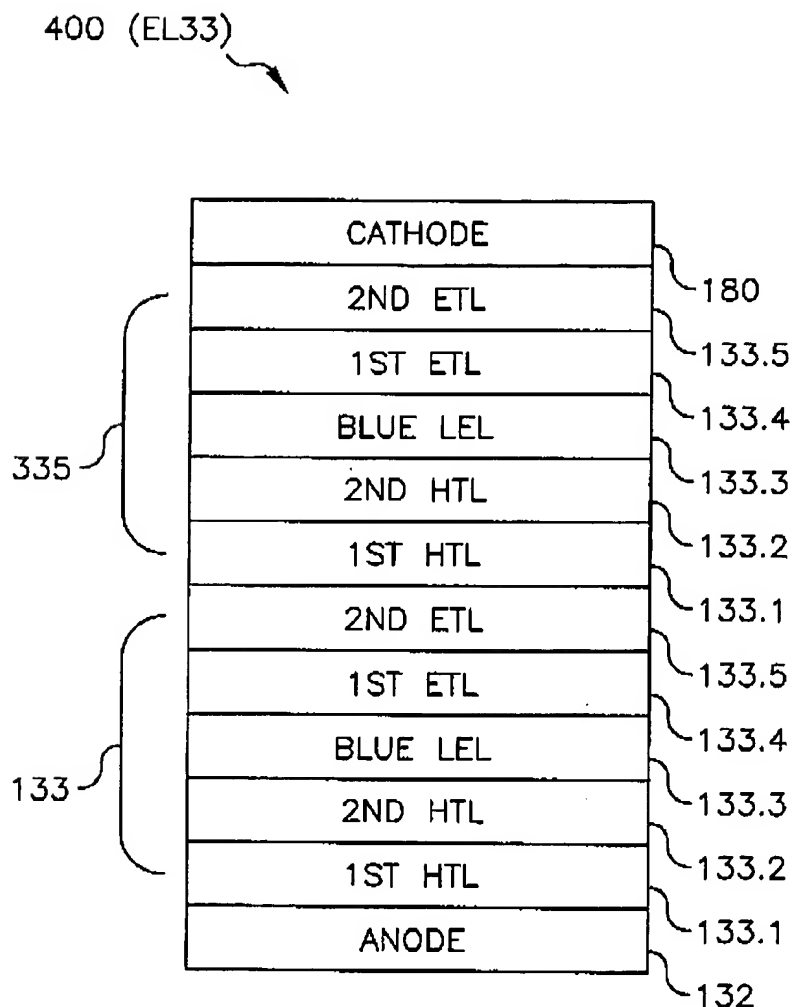 400 (EL33)
CATHODE
180
2ND ETL
133.5
1ST ETL
133.4
BLUE LEL
133.3
335
2ND HTL
133.2
1ST HTL
133.1
2ND ETL
133.5
1ST ETL
133.4
BLUE LEL
133.3
133
2ND HTL
133.2
1ST HTL
133.1
ANODE
132